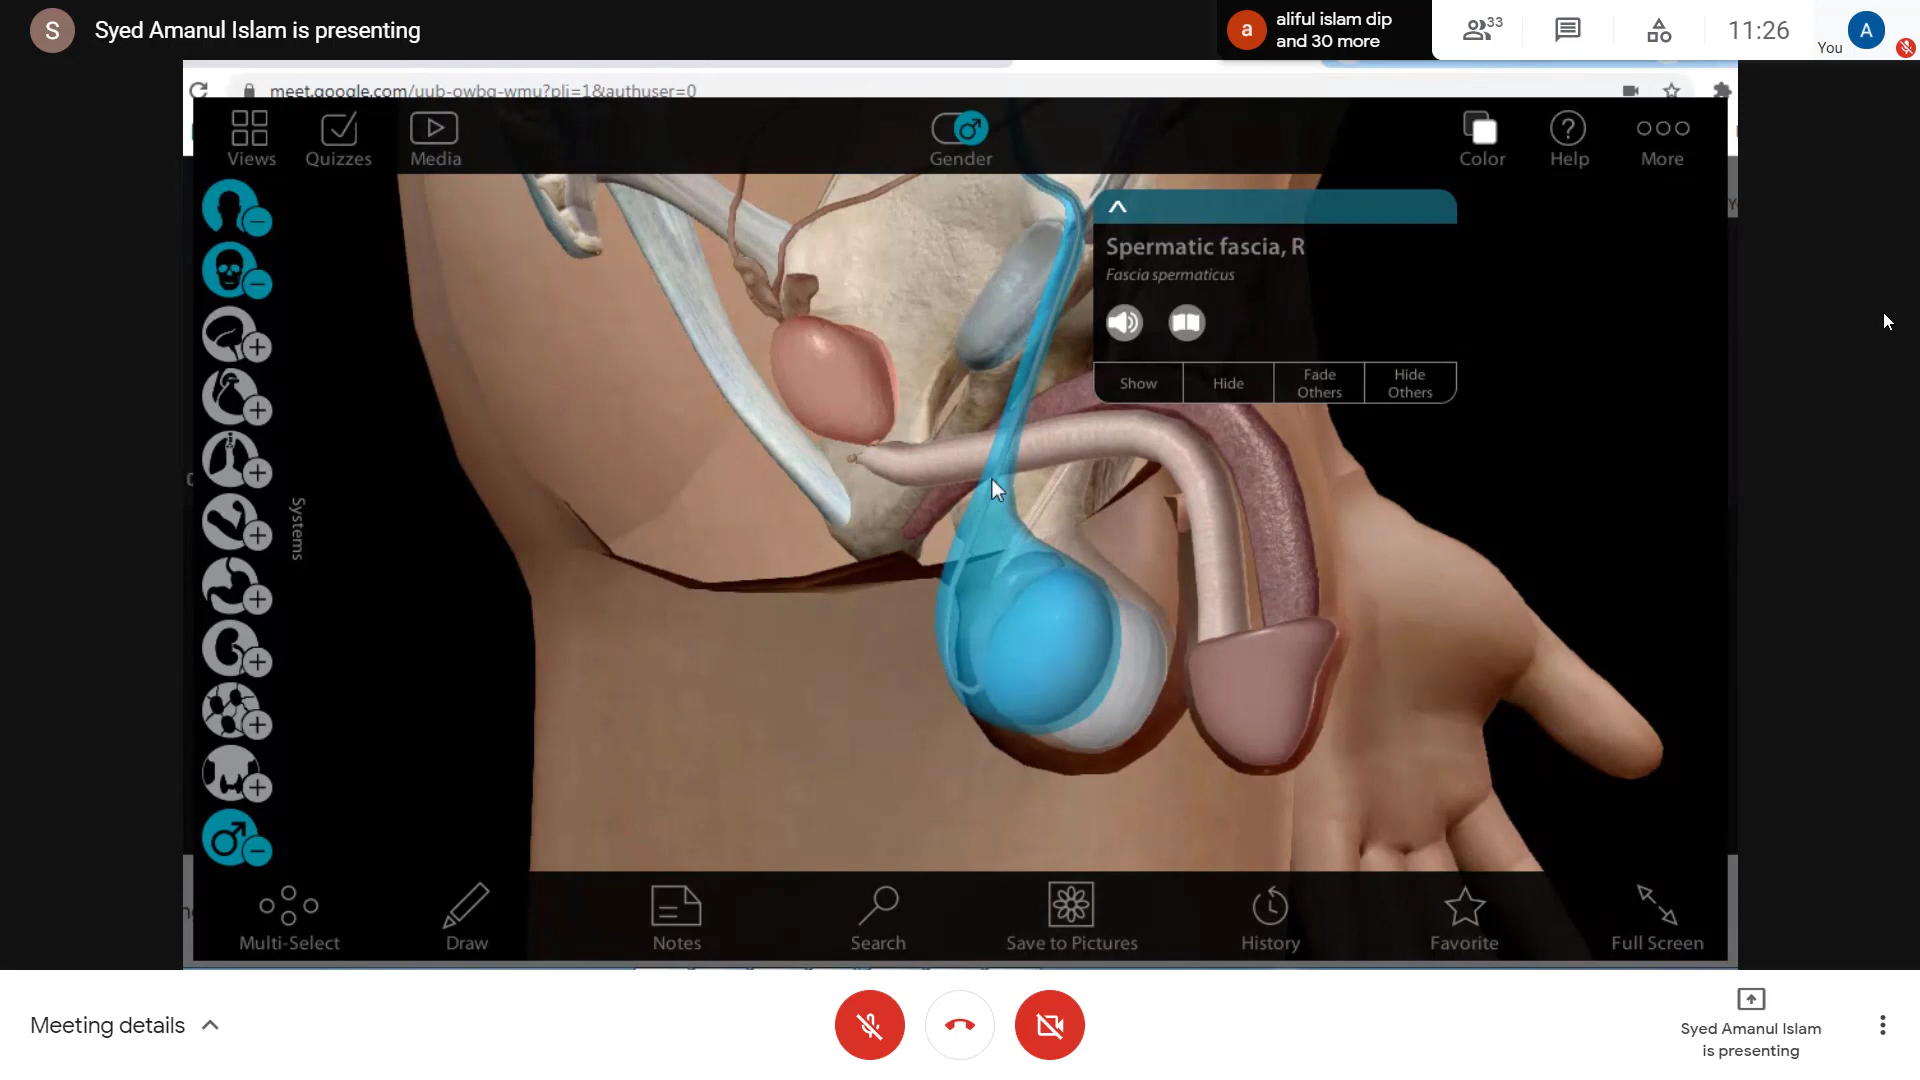 S
Syed Amanul Islam is presenting
a
aliful islam dip
and 30 more
33
11:26
You
A
meet.google.com/uub-owbq-wmu?pli=1&authuser=0
Views
Quizzes
Media
Gender
Color
Help
More
Spermatic fascia, R
Fascia spermaticus
Show
Hide
Fade
Others
Hide
Others
Systems
Multi-Select
Draw
Notes
Search
Save to Pictures
History
Favorite
Full Screen
Meeting details
Syed Amanul Islam
is presenting